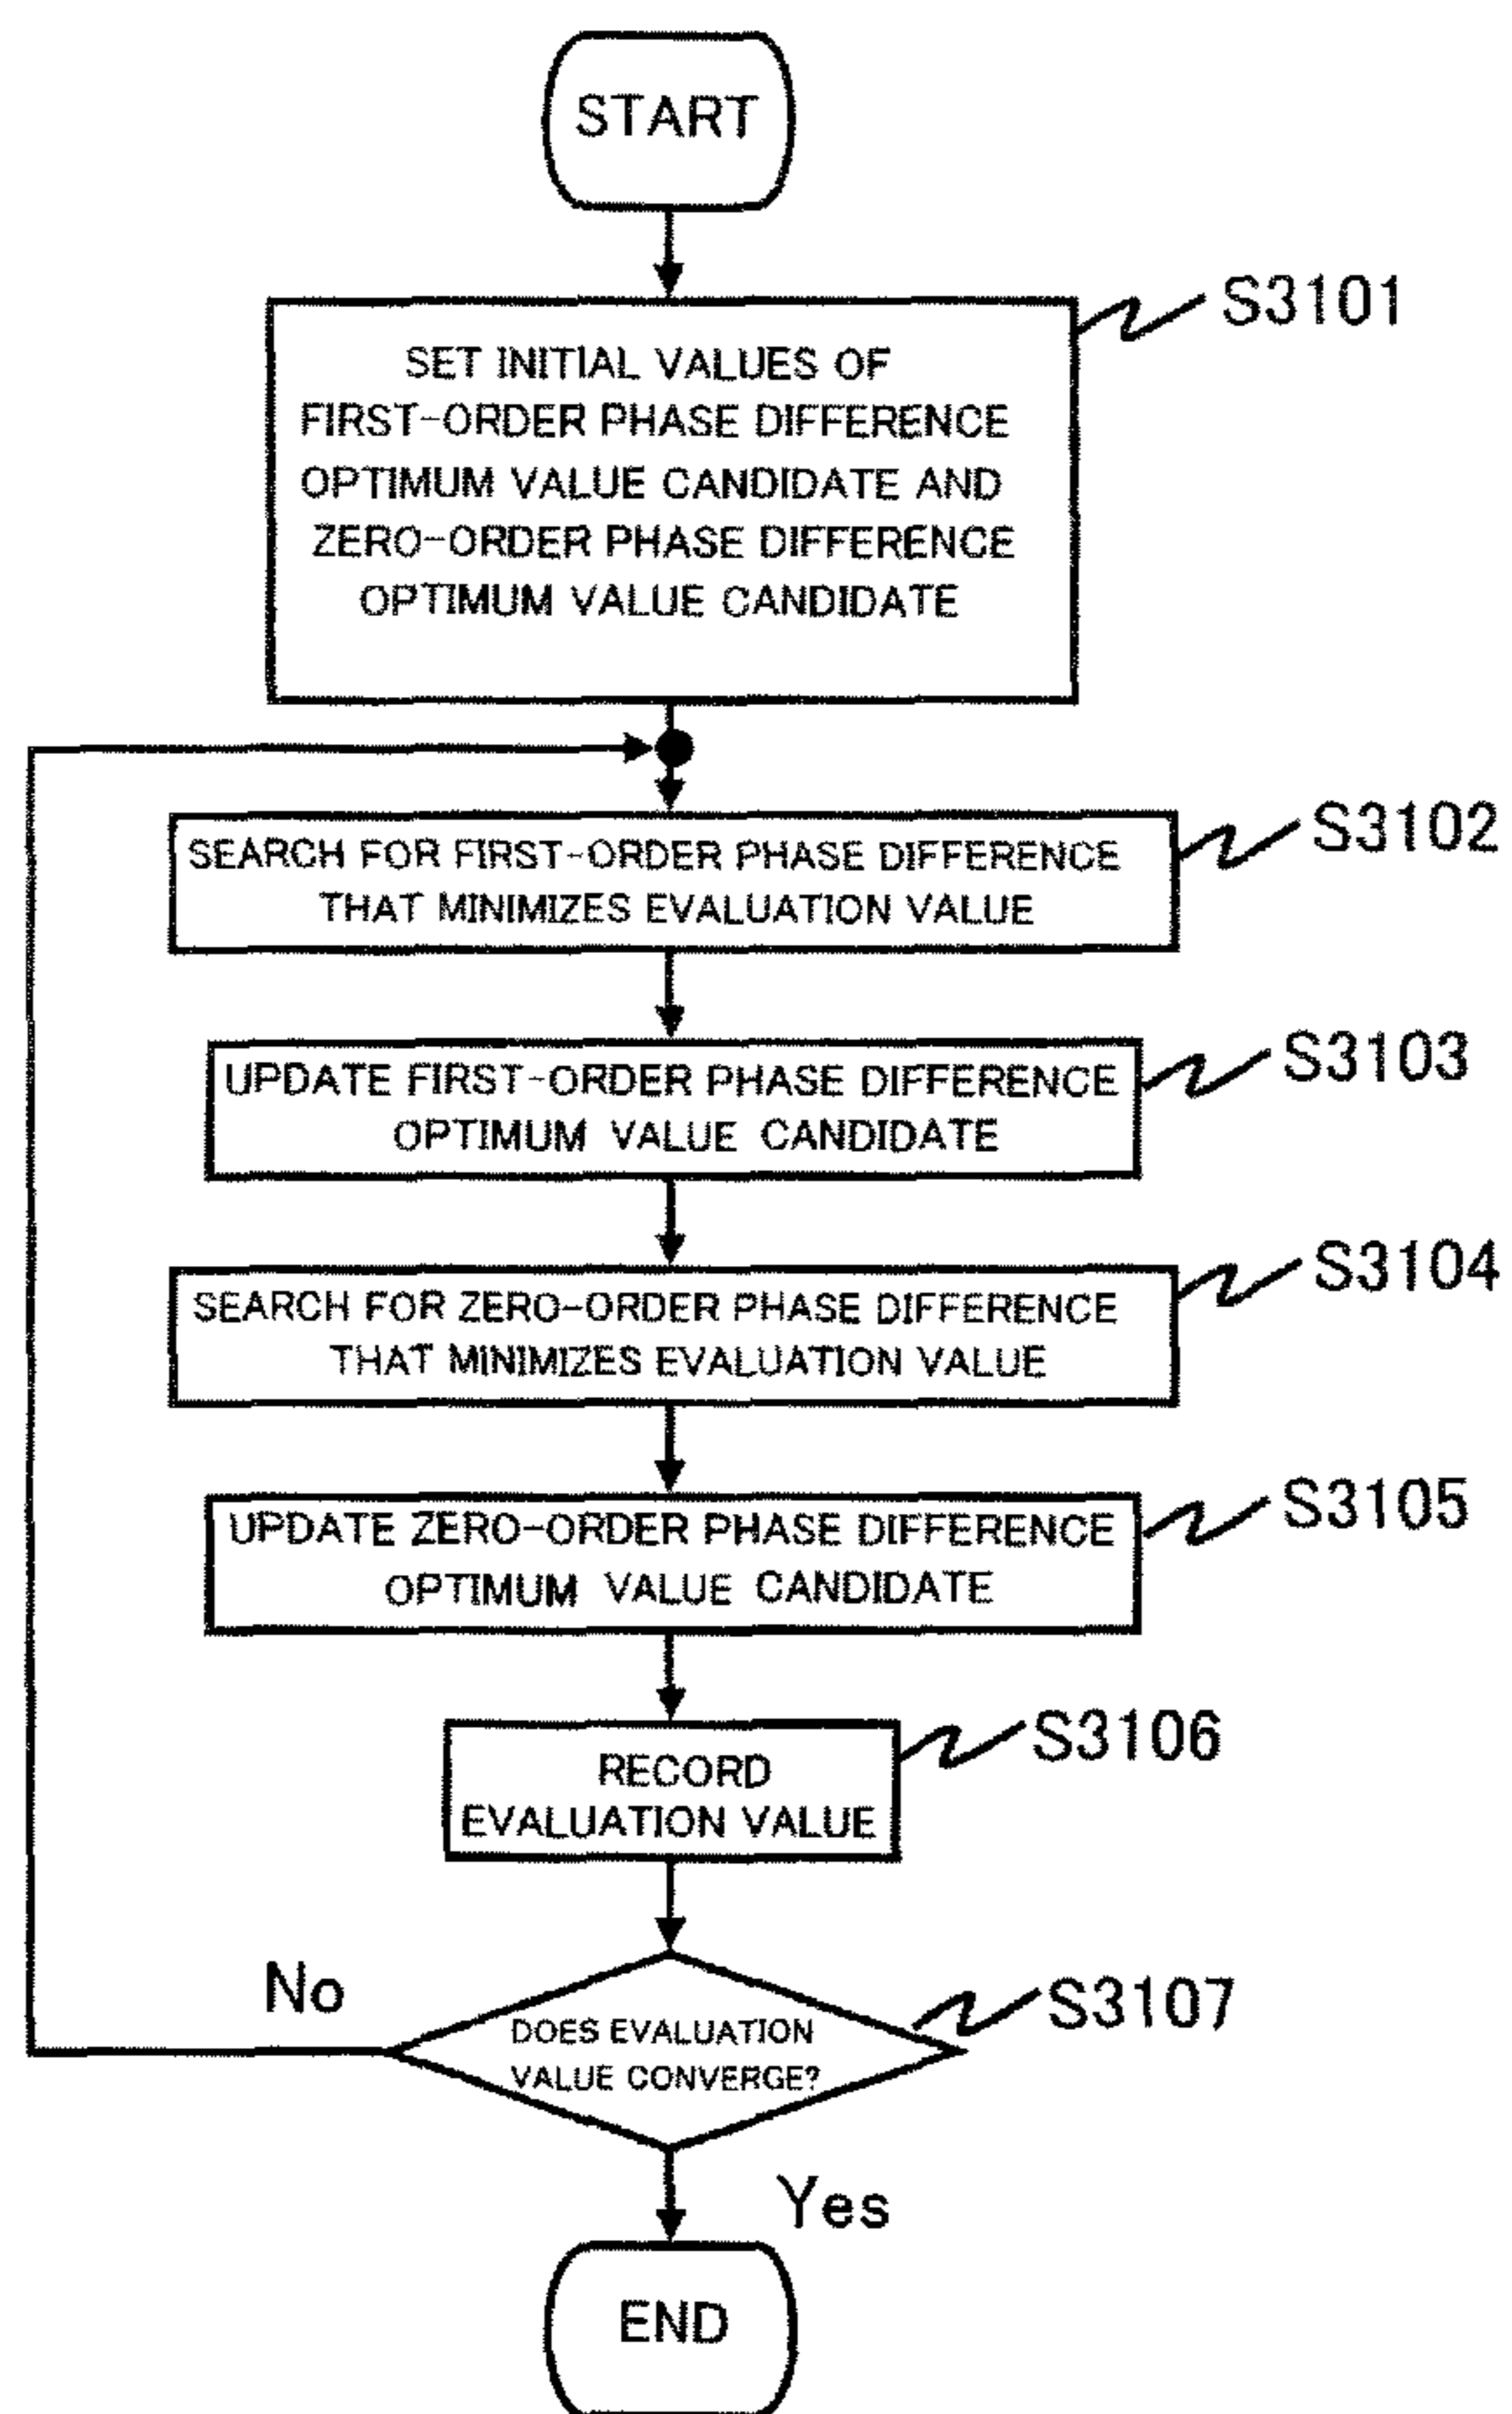 START
S3101
SET INITIAL VALUES OF
FIRST-ORDER PHASE DIFFERENCE
OPTIMUM VALUE CANDIDATE AND
ZERO-ORDER PHASE DIFFERENCE
OPTIMUM VALUE CANDIDATE
S3102
SEARCH FOR FIRST-ORDER PHASE DIFFERENCE
THAT MINIMIZES EVALUATION VALUE
S3103
UPDATE FIRST-ORDER PHASE DIFFERENCE
OPTIMUM VALUE CANDIDATE
S3104
SEARCH FOR ZERO-ORDER PHASE DIFFERENCE
THAT MINIMIZES EVALUATION VALUE
S3105
UPDATE ZERO-ORDER PHASE DIFFERENCE
OPTIMUM VALUE CANDIDATE
S3106
RECORD
EVALUATION VALUE
No
S3107
DOES EVALUATION
VALUE CONVERGE?
Yes
END